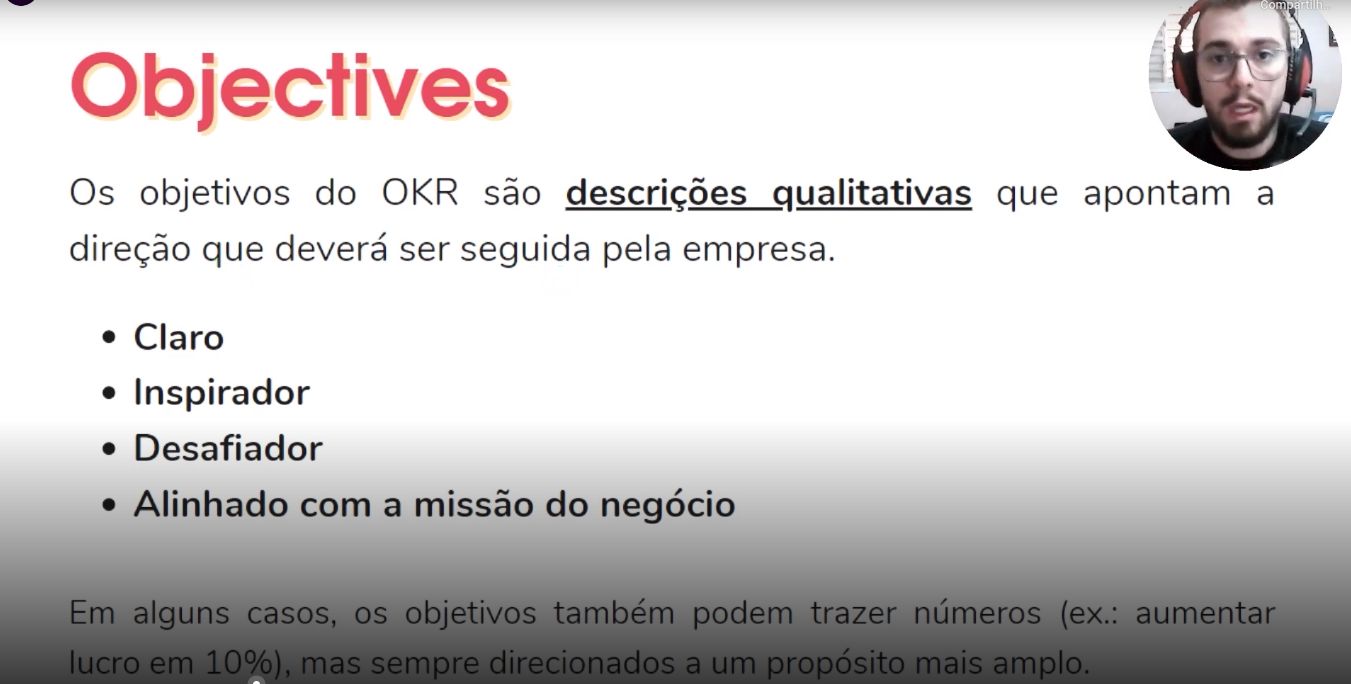 Compartilh...
Objectives
Os objetivos do OKR são descrições qualitativas que apontam a
direção que deverá ser seguida pela empresa.
• Claro
• Inspirador
• Desafiador
• Alinhado com a missão do negócio
Em alguns casos, os objetivos também podem trazer números (ex.: aumentar
lucro em 10%), mas sempre direcionados a um propósito mais amplo.